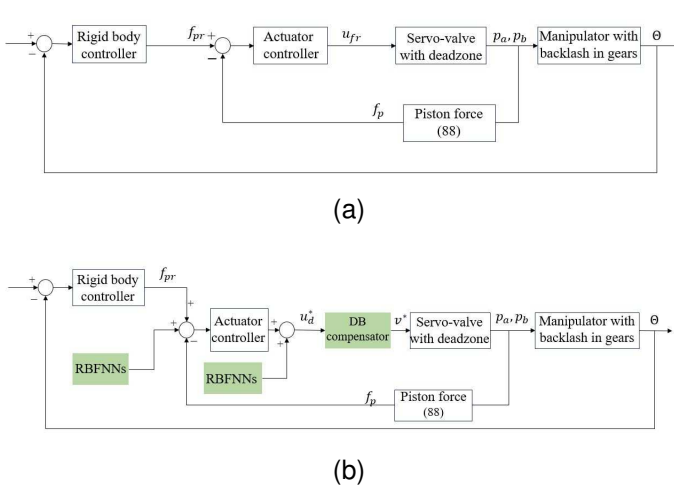 +
−
Rigid body
controller
f_pr
+
−
Actuator
controller
u_fr
Servo-valve
with deadzone
p_a, p_b
Manipulator with
backlash in gears
Θ
f_p
Piston force
(88)
(a)
+
−
Rigid body
controller
f_pr
+
+
−
RBFNNs
Actuator
controller
+
+
RBFNNs
u_d^*
DB
compensator
v*
Servo-valve
with deadzone
p_a, p_b
Manipulator with
backlash in gears
Θ
f_p
Piston force
(88)
(b)